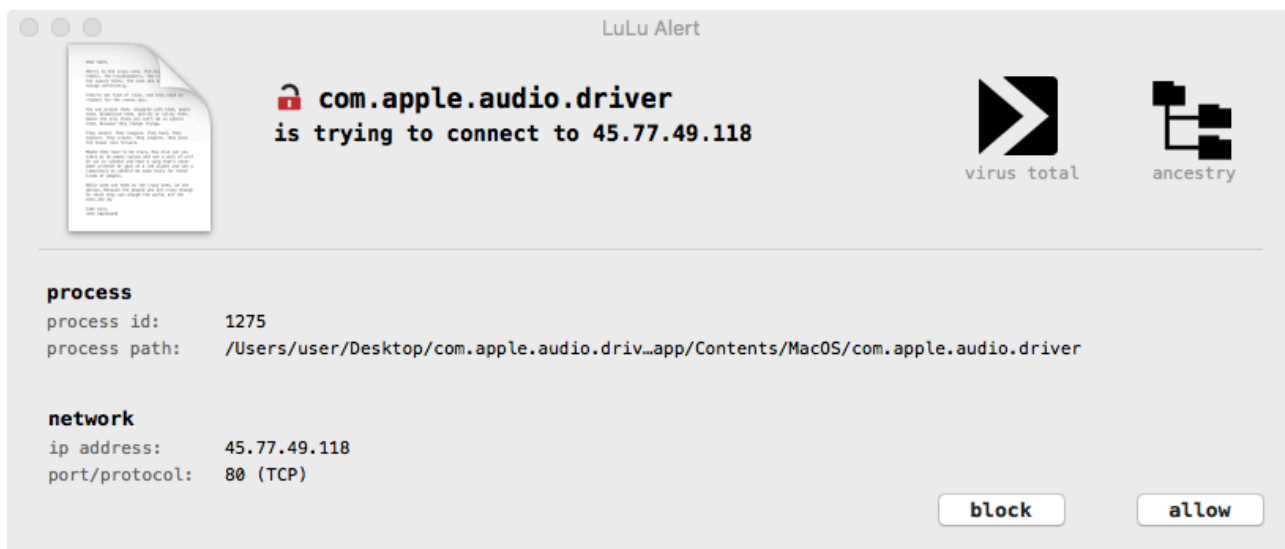 LuLu Alert
com.apple.audio.driver
is trying to connect to 45.77.49.118
virus total
ancestry
process
process id: 1275
process path: /Users/user/Desktop/com.apple.audio.driv…app/Contents/MacOS/com.apple.audio.driver
network
ip address: 45.77.49.118
port/protocol: 80 (TCP)
block
allow